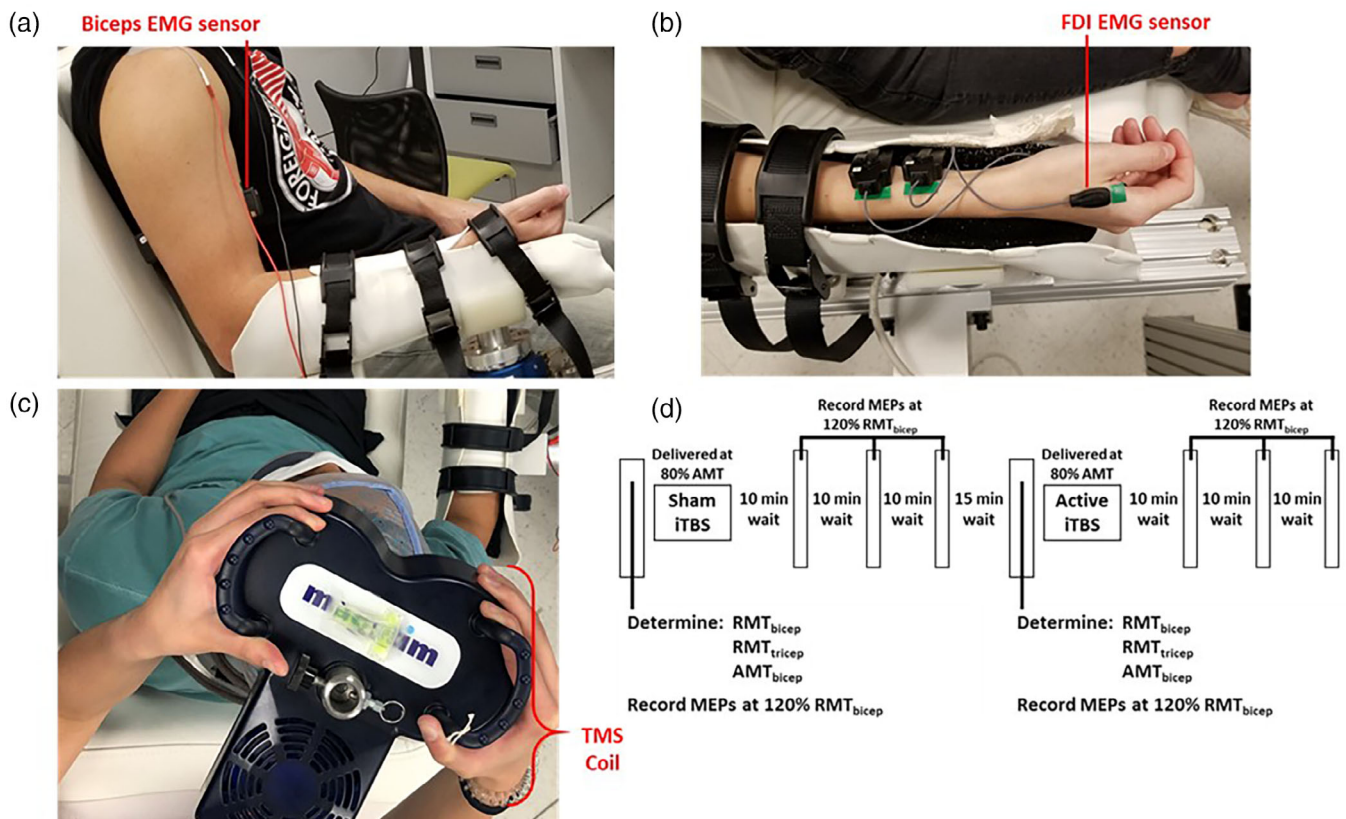 (a)
Biceps EMG sensor
(b)
FDI EMG sensor
(c)
TMS
Coil
(d)
Record MEPs at
120% RMTbicep
Delivered at
80% AMT
Sham
iTBS
10 min
wait
10 min
wait
10 min
wait
15 min
wait
Record MEPs at
120% RMTbicep
Delivered at
80% AMT
Active
iTBS
10 min
wait
10 min
wait
10 min
wait
Determine: RMTbicep
RMTtricep
AMTbicep
Record MEPs at 120% RMTbicep
Determine: RMTbicep
RMTtricep
AMTbicep
Record MEPs at 120% RMTbicep